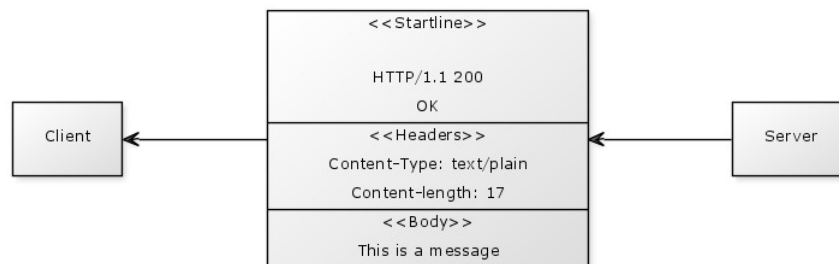 <<Startline>>
HTTP/1.1 200
OK
Client
<<Headers>>
Content-Type: text/plain
Content-length: 17
Server
<<Body>>
This is a message